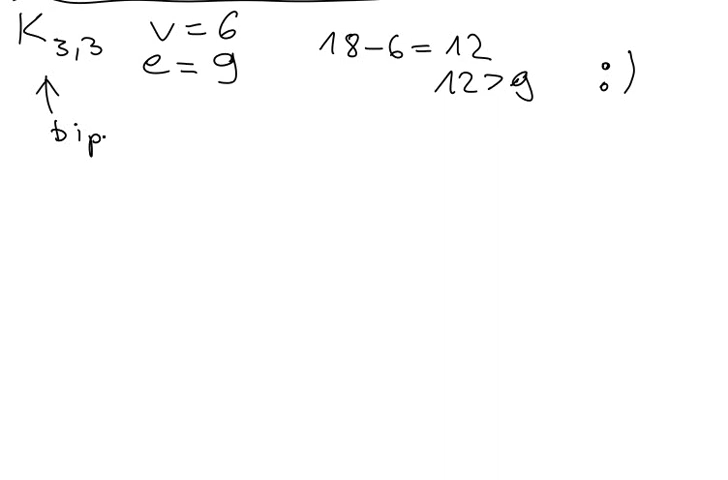 K3,3 v = 6 18 - 6 = 12
e = 9 12 > 9 :)
↑
bip.